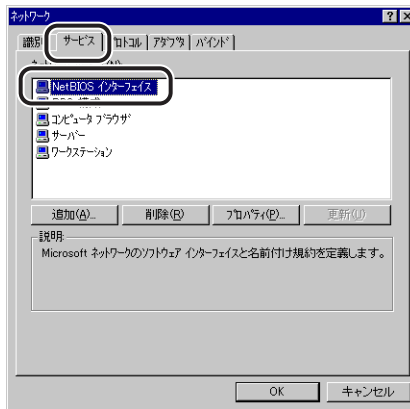 ネットワーク
識別 サービス プロトコル アダプタ バインド
NetBIOS インターフェイス
RPC 構成
コンピュータ ブラウザ
サーバー
ワークステーション
追加(A)... 削除(R) プロパティ(P)... 更新(U)
説明:
Microsoft ネットワークのソフトウェア インターフェイスと名前付け規約を定義します。
OK キャンセル